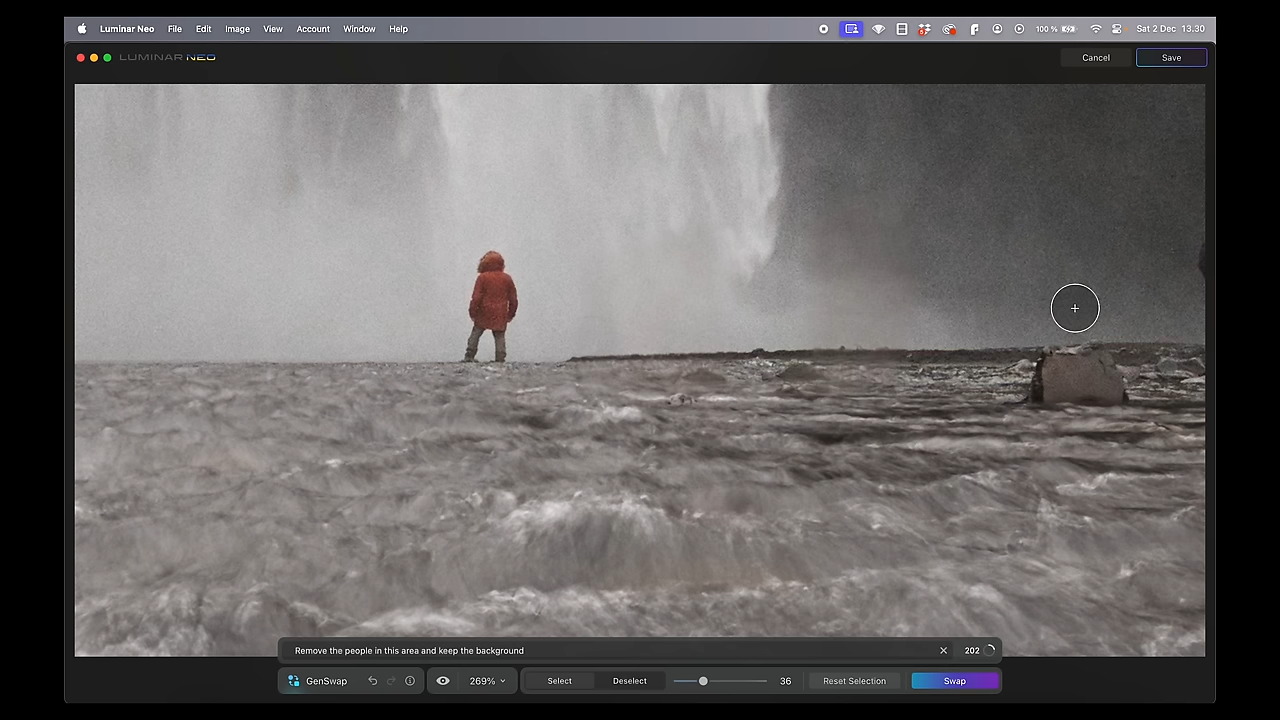 Luminar Neo File Edit Image View Account Window Help 100 % Sat 2 Dec 13.30
LUMINAR NEO Cancel Save
Remove the people in this area and keep the background 202
GenSwap 269% Select Deselect 36 Reset Selection Swap